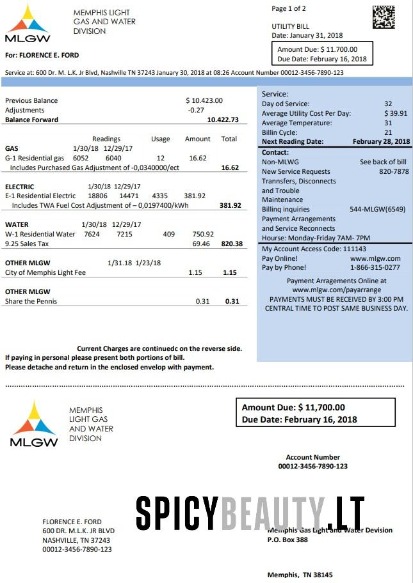 MLGW
MEMPHIS LIGHT
GAS AND WATER
DIVISION
Page 1 of 2
UTILITY BILL
Date: January 31, 2018
Amount Due: $ 11,700.00
Due Date: February 16, 2018
For: FLORENCE E. FORD
Service at: 600 Dr. M. L.K. Jr Blvd, Nashville TN 37243 January 30, 2018 at 08:26 Account Number 00012-3456-7890-123
Previous Balance $ 10.423.00
Adjustments -0.27
Balance Forward 10.422.73
Readings Usage Amount Total
GAS 1/30/18 12/29/17
G-1 Residential gas 6052 6040 12 16.62
Includes Purchased Gas Adjustment of -0,0340000/ect 16.62
ELECTRIC 1/30/18 12/29/17
E-1 Residential Electric 18806 14471 4335 381.92
Includes TWA Fuel Cost Adjustment of – 0,0197400/kWh 381.92
WATER 1/30/18 12/29/17
W-1 Residential Water 7624 7215 409 750.92
9.25 Sales Tax 69.46 820.38
OTHER MLGW 1/31.18 1/23/18
City of Memphis Light Fee 1.15 1.15
OTHER MLGW
Share the Pennis 0.31 0.31
Service:
Day of Service: 32
Average Utility Cost Per Day: $ 39.91
Average Temperature: 31
Billin Cycle: 21
Next Reading Date: February 28, 2018
Contact:
Non-MLWG See back of bill
New Service Requests 820-7878
Trransfers, Disconnects
and Trouble
Maintenance
Billing inquiries 544-MLGW(6549)
Payment Arrangements
and Service Reconnects
Hourse: Monday-Friday 7AM- 7PM
My Account Access Code: 111143
Pay Online! www.mlgw.com
Pay by Phone! 1-866-315-0277
Payment Arragements Online at
www.mlgw.com/payarrange
PAYMENTS MUST BE RECEIVED BY 3:00 PM
CENTRAL TIME TO POST SAME BUSINESS DAY.
Current Charges are continuedc on the reverse side.
If paying in personal please present both portions of bill.
Please detache and return in the enclosed envelop with payment.
MLGW
MEMPHIS
LIGHT GAS
AND WATER
DIVISION
Amount Due: $ 11,700.00
Due Date: February 16, 2018
Account Number
00012-3456-7890-123
SPICYBEAUTY.LT
FLORENCE E. FORD
600 DR. M.L.K. JR BLVD
NASHVILLE, TN 37243
00012-3456-7890-123
Memphis Gas Light and Water Devision
P.O. Box 388
Memphis, TN 38145